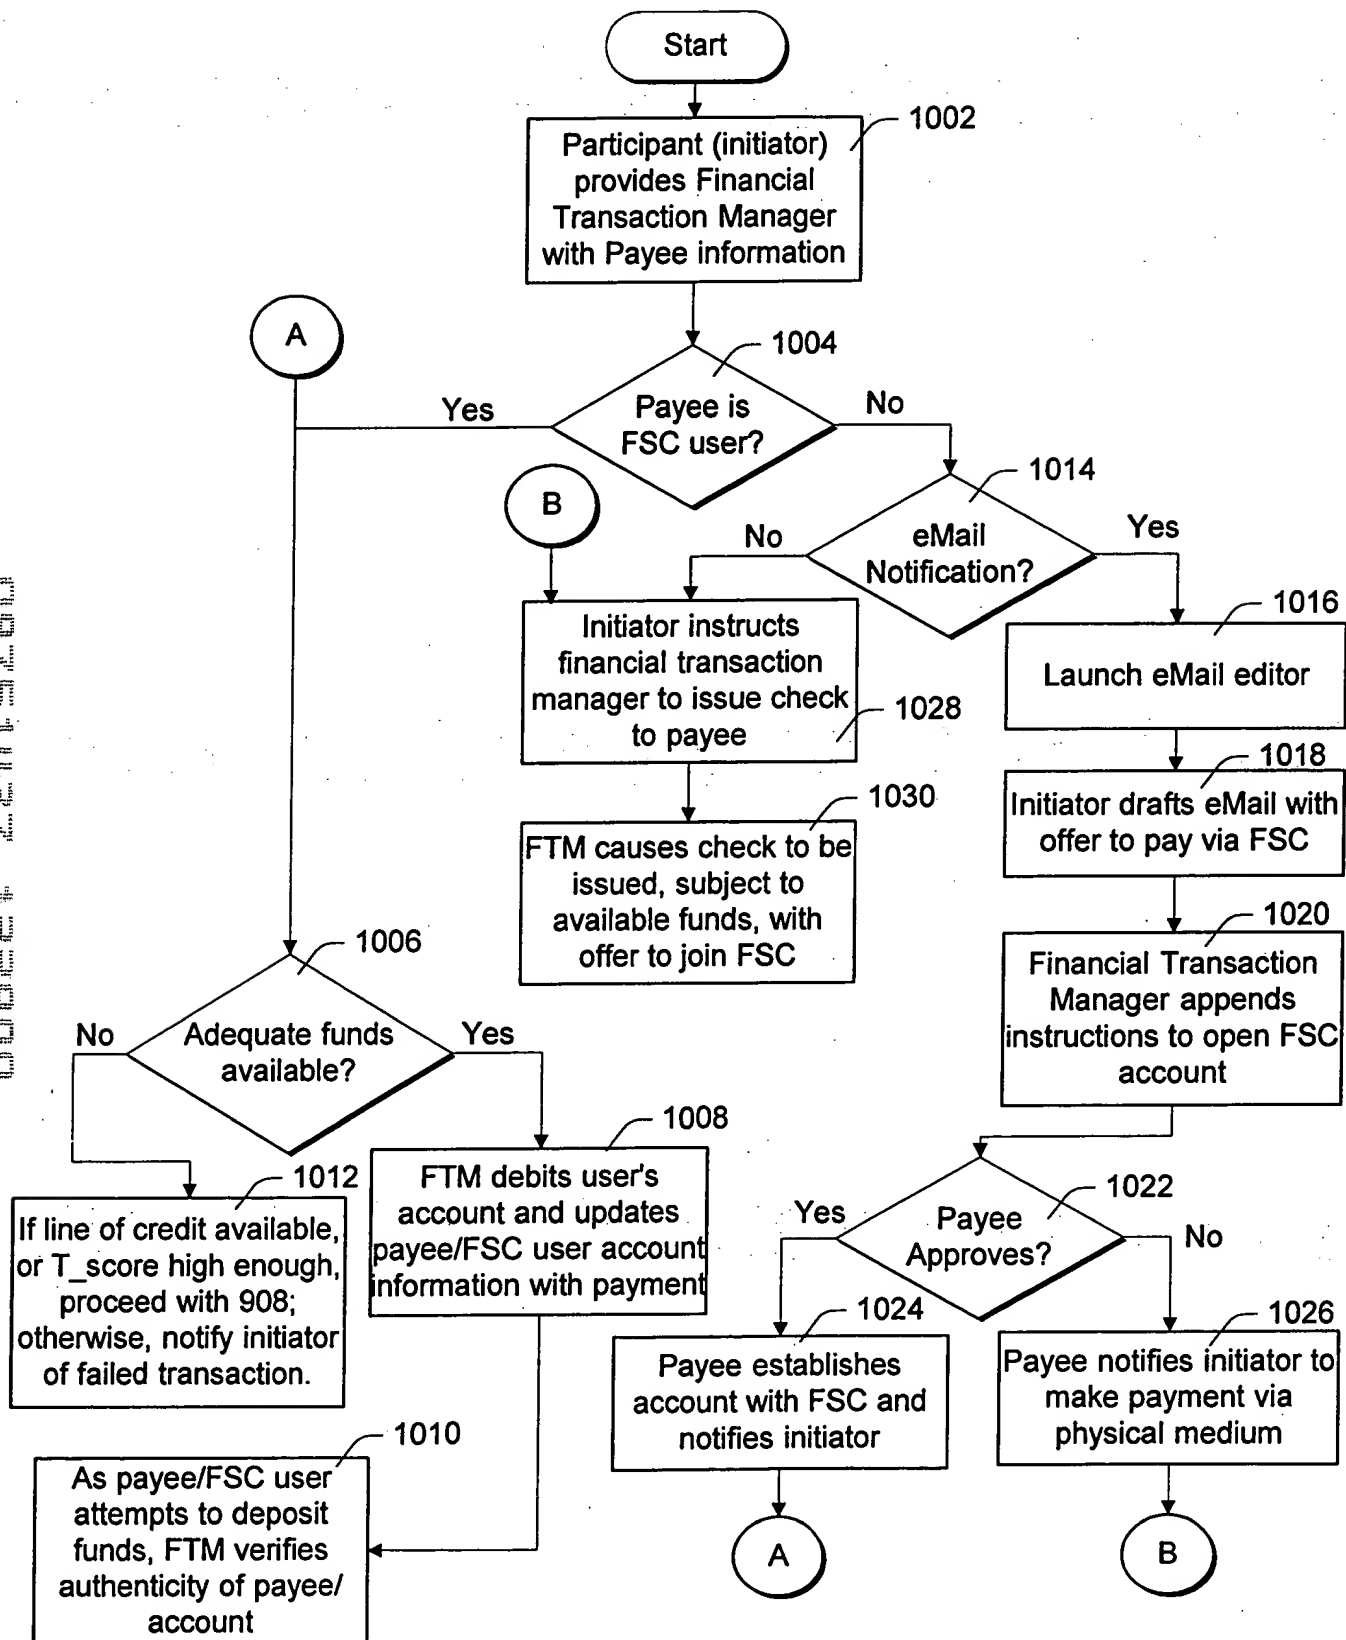 Start
1002
Participant (initiator)
provides Financial
Transaction Manager
with Payee information
A
1004
Yes
Payee is
FSC user?
No
B
1014
No
eMail
Notification?
Yes
Initiator instructs
financial transaction
manager to issue check
to payee
1028
1016
Launch eMail editor
1030
FTM causes check to be
issued, subject to
available funds, with
offer to join FSC
1018
Initiator drafts eMail with
offer to pay via FSC
1020
Financial Transaction
Manager appends
instructions to open FSC
account
1006
No
Adequate funds
available?
Yes
1008
FTM debits user's
account and updates
payee/FSC user account
information with payment
1012
If line of credit available,
or T_score high enough,
proceed with 908;
otherwise, notify initiator
of failed transaction.
1022
Yes
Payee
Approves?
No
1024
Payee establishes
account with FSC and
notifies initiator
1026
Payee notifies initiator to
make payment via
physical medium
1010
As payee/FSC user
attempts to deposit
funds, FTM verifies
authenticity of payee/
account
A
B